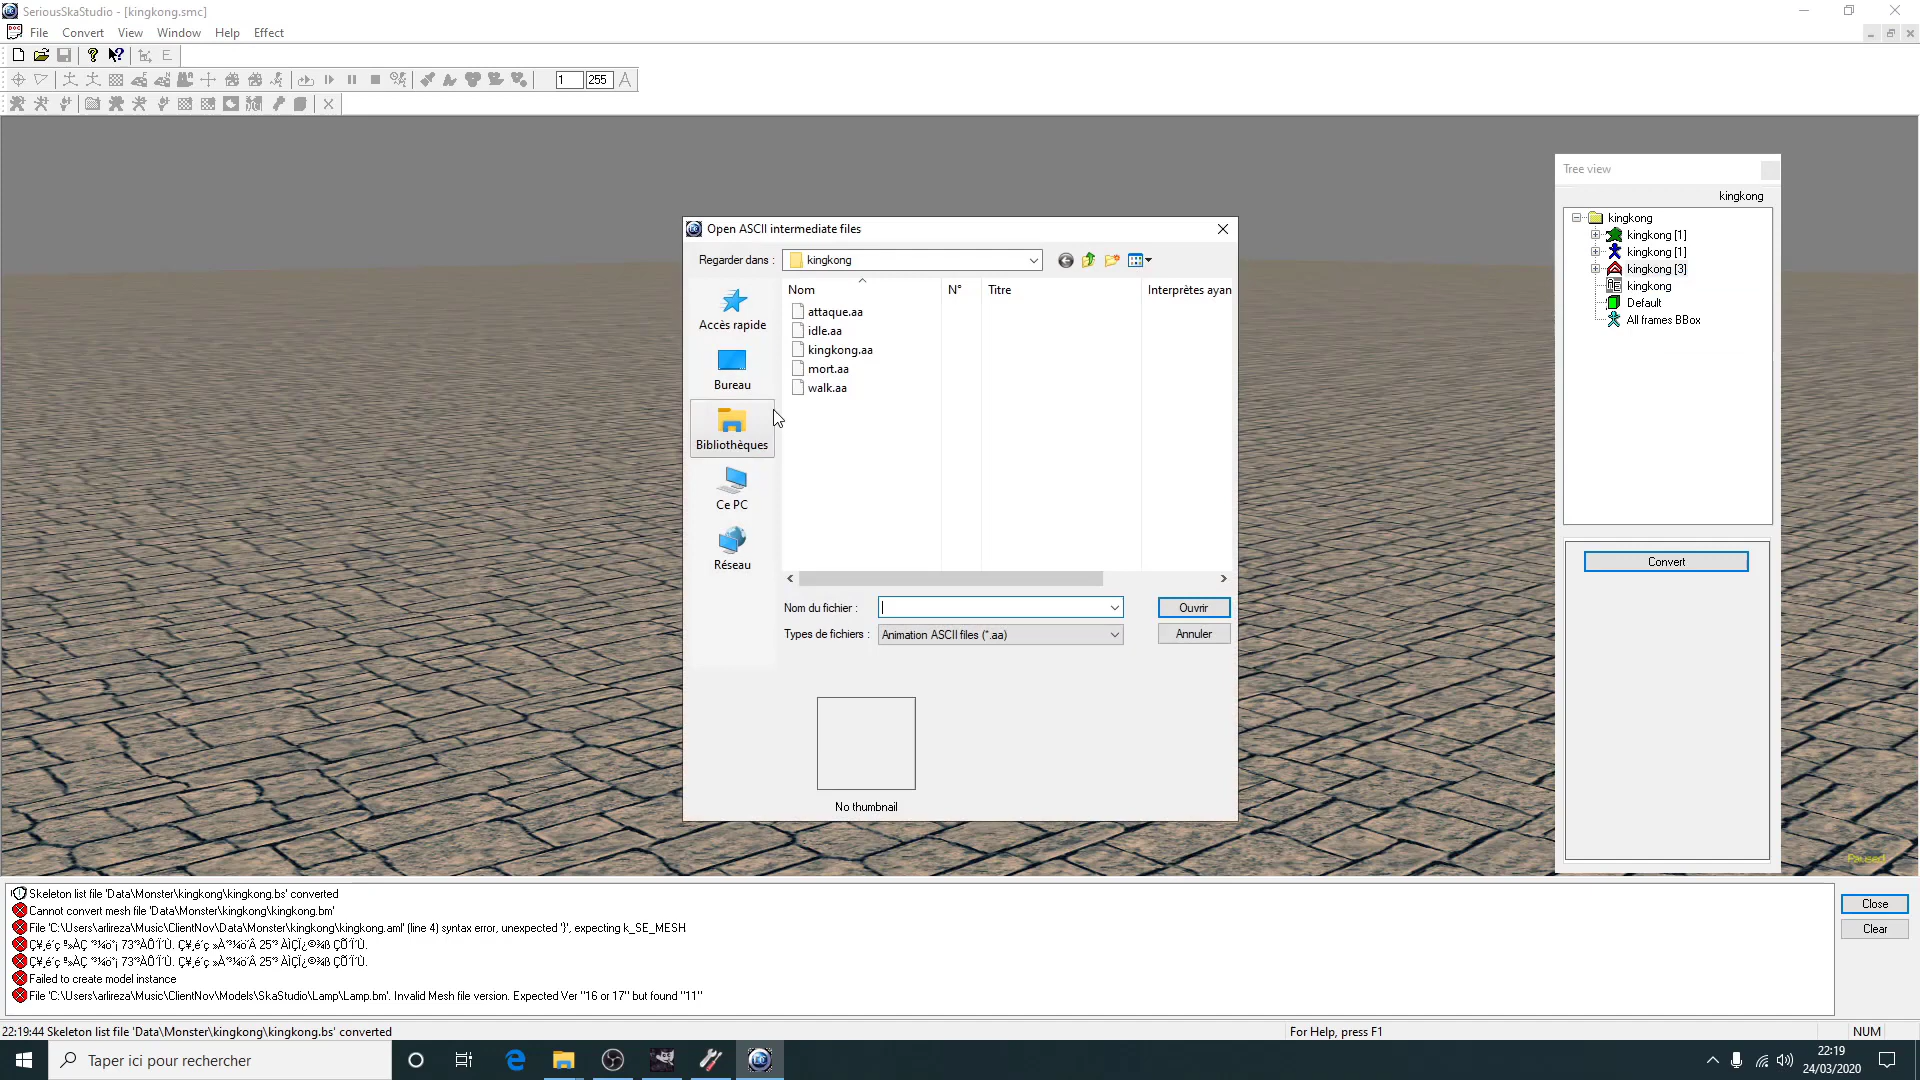 SeriousSkaStudio - [kingkong.smc]
File Convert View Window Help Effect
1 255
Tree view
kingkong
kingkong
kingkong [1]
kingkong [1]
kingkong [3]
kingkong
Default
All frames BBox
Convert
Paused
Open ASCII intermediate files
Regarder dans : kingkong
Nom N° Titre Interprètes ayan
Accès rapide
Bureau
Bibliothèques
Ce PC
Réseau
attaque.aa
idle.aa
kingkong.aa
mort.aa
walk.aa
Nom du fichier : Ouvrir
Types de fichiers : Animation ASCII files (*.aa) Annuler
No thumbnail
Skeleton list file 'Data\Monster\kingkong\kingkong.bs' converted
Cannot convert mesh file 'Data\Monster\kingkong\kingkong.bm'
File 'C:\Users\arlireza\Music\ClientNov\Data\Monster\kingkong\kingkong.aml' (line 4) syntax error, unexpected '}', expecting k_SE_MESH
Failed to create model instance
File 'C:\Users\arlireza\Music\ClientNov\Models\SkaStudio\Lamp\Lamp.bm'. Invalid Mesh file version. Expected Ver "16 or 17" but found "11"
Close
Clear
22:19:44 Skeleton list file 'Data\Monster\kingkong\kingkong.bs' converted For Help, press F1 NUM
Taper ici pour rechercher
22:19
24/03/2020